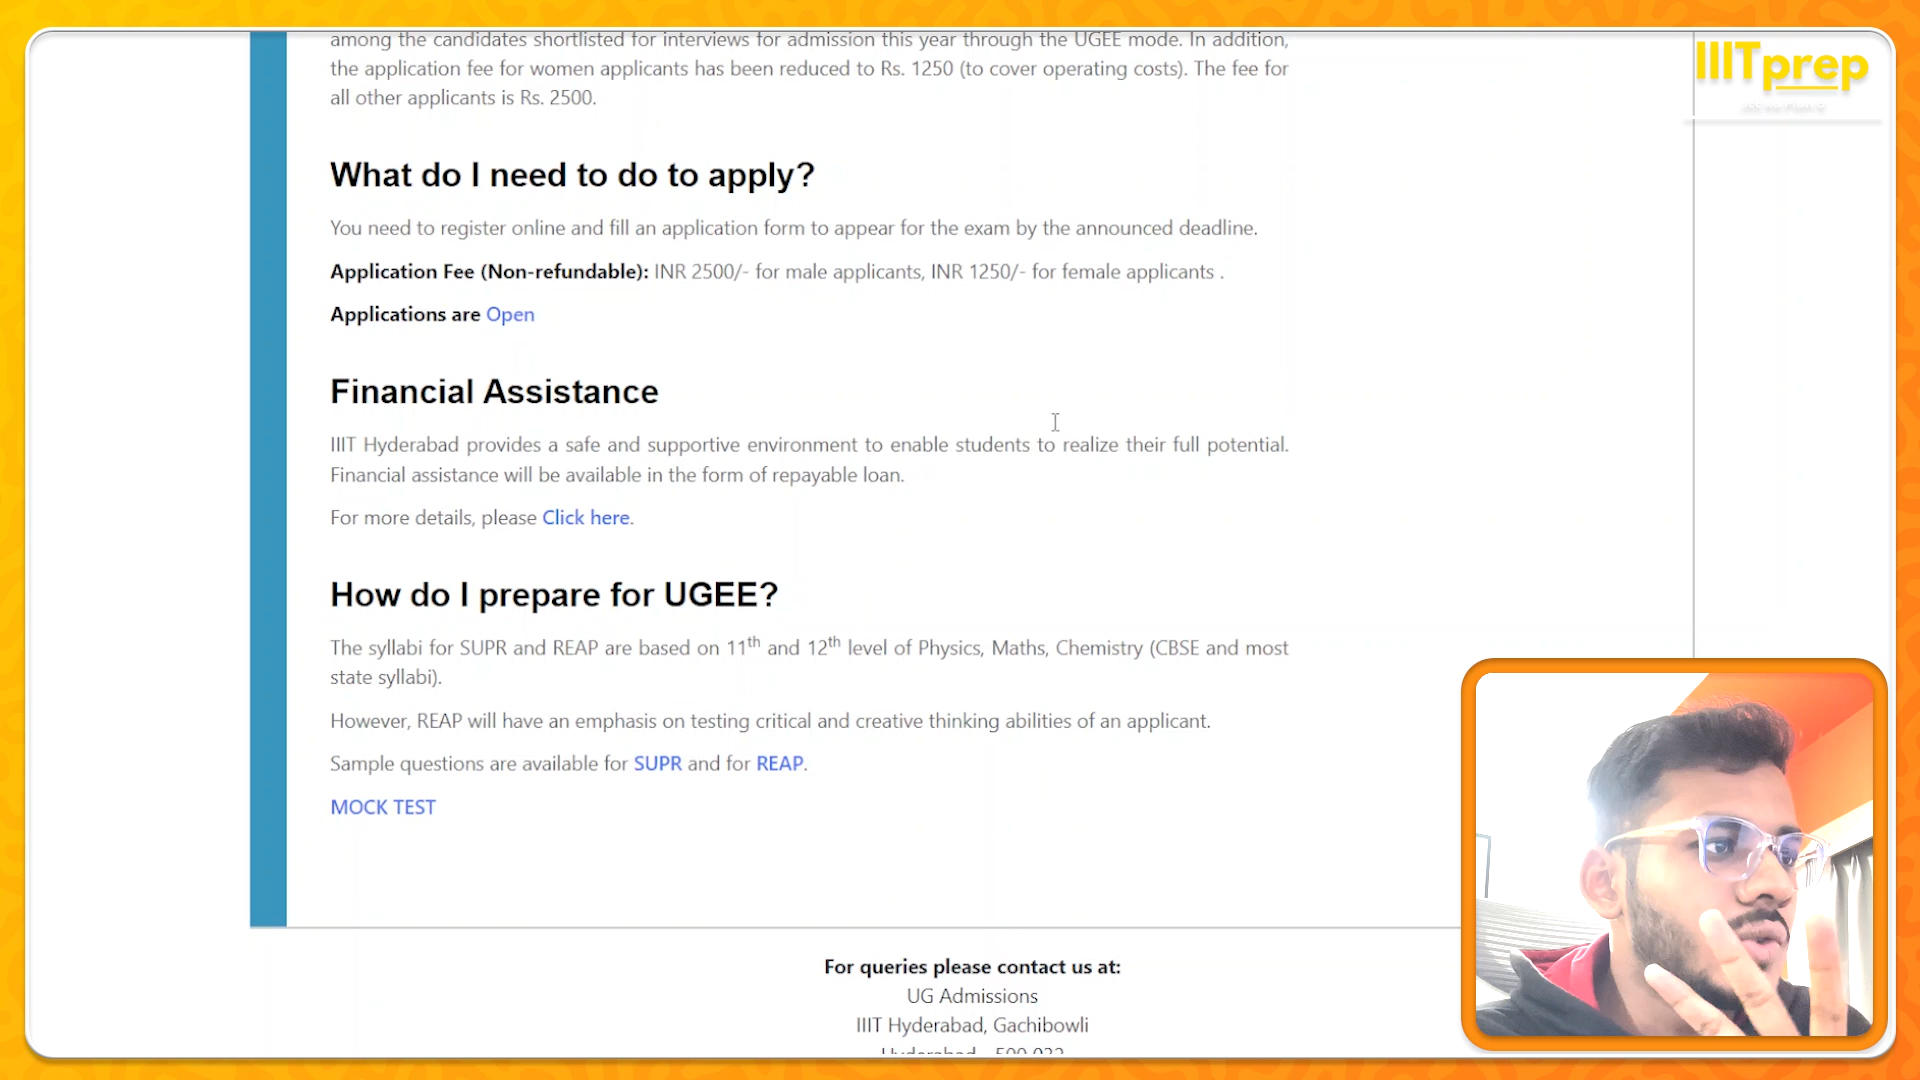 among the candidates shortlisted for interviews for admission this year through the UGEE mode. In addition,
the application fee for women applicants has been reduced to Rs. 1250 (to cover operating costs). The fee for
all other applicants is Rs. 2500.
IIITprep
What do I need to do to apply?
You need to register online and fill an application form to appear for the exam by the announced deadline.
Application Fee (Non-refundable): INR 2500/- for male applicants, INR 1250/- for female applicants .
Applications are Open
Financial Assistance
IIIT Hyderabad provides a safe and supportive environment to enable students to realize their full potential.
Financial assistance will be available in the form of repayable loan.
For more details, please Click here.
How do I prepare for UGEE?
The syllabi for SUPR and REAP are based on 11th and 12th level of Physics, Maths, Chemistry (CBSE and most
state syllabi).
However, REAP will have an emphasis on testing critical and creative thinking abilities of an applicant.
Sample questions are available for SUPR and for REAP.
MOCK TEST
For queries please contact us at:
UG Admissions
IIIT Hyderabad, Gachibowli